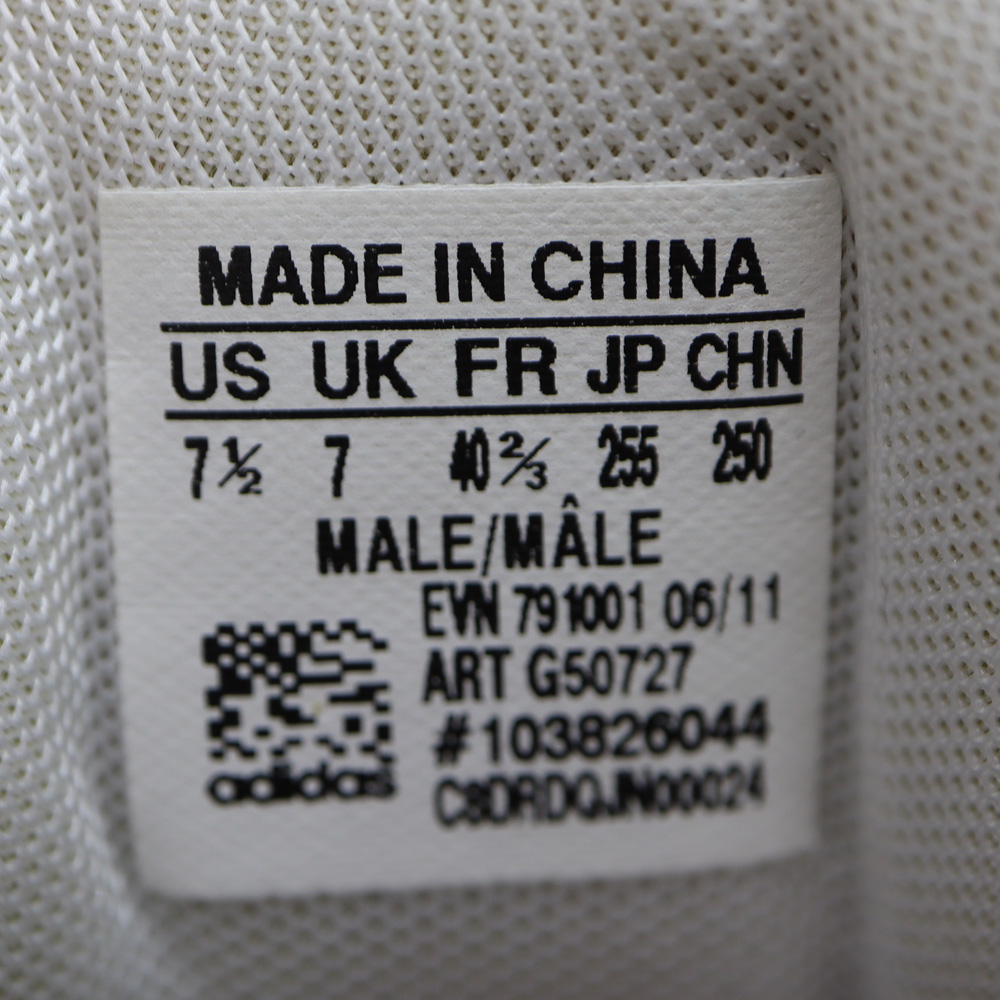 MADE IN CHINA
US UK FR JP CHN
7½ 7 40⅔ 255 250
MALE/MÂLE
EVN 791001 06/11
ART G50727
#103826044
adidas C8DRDQJN00024